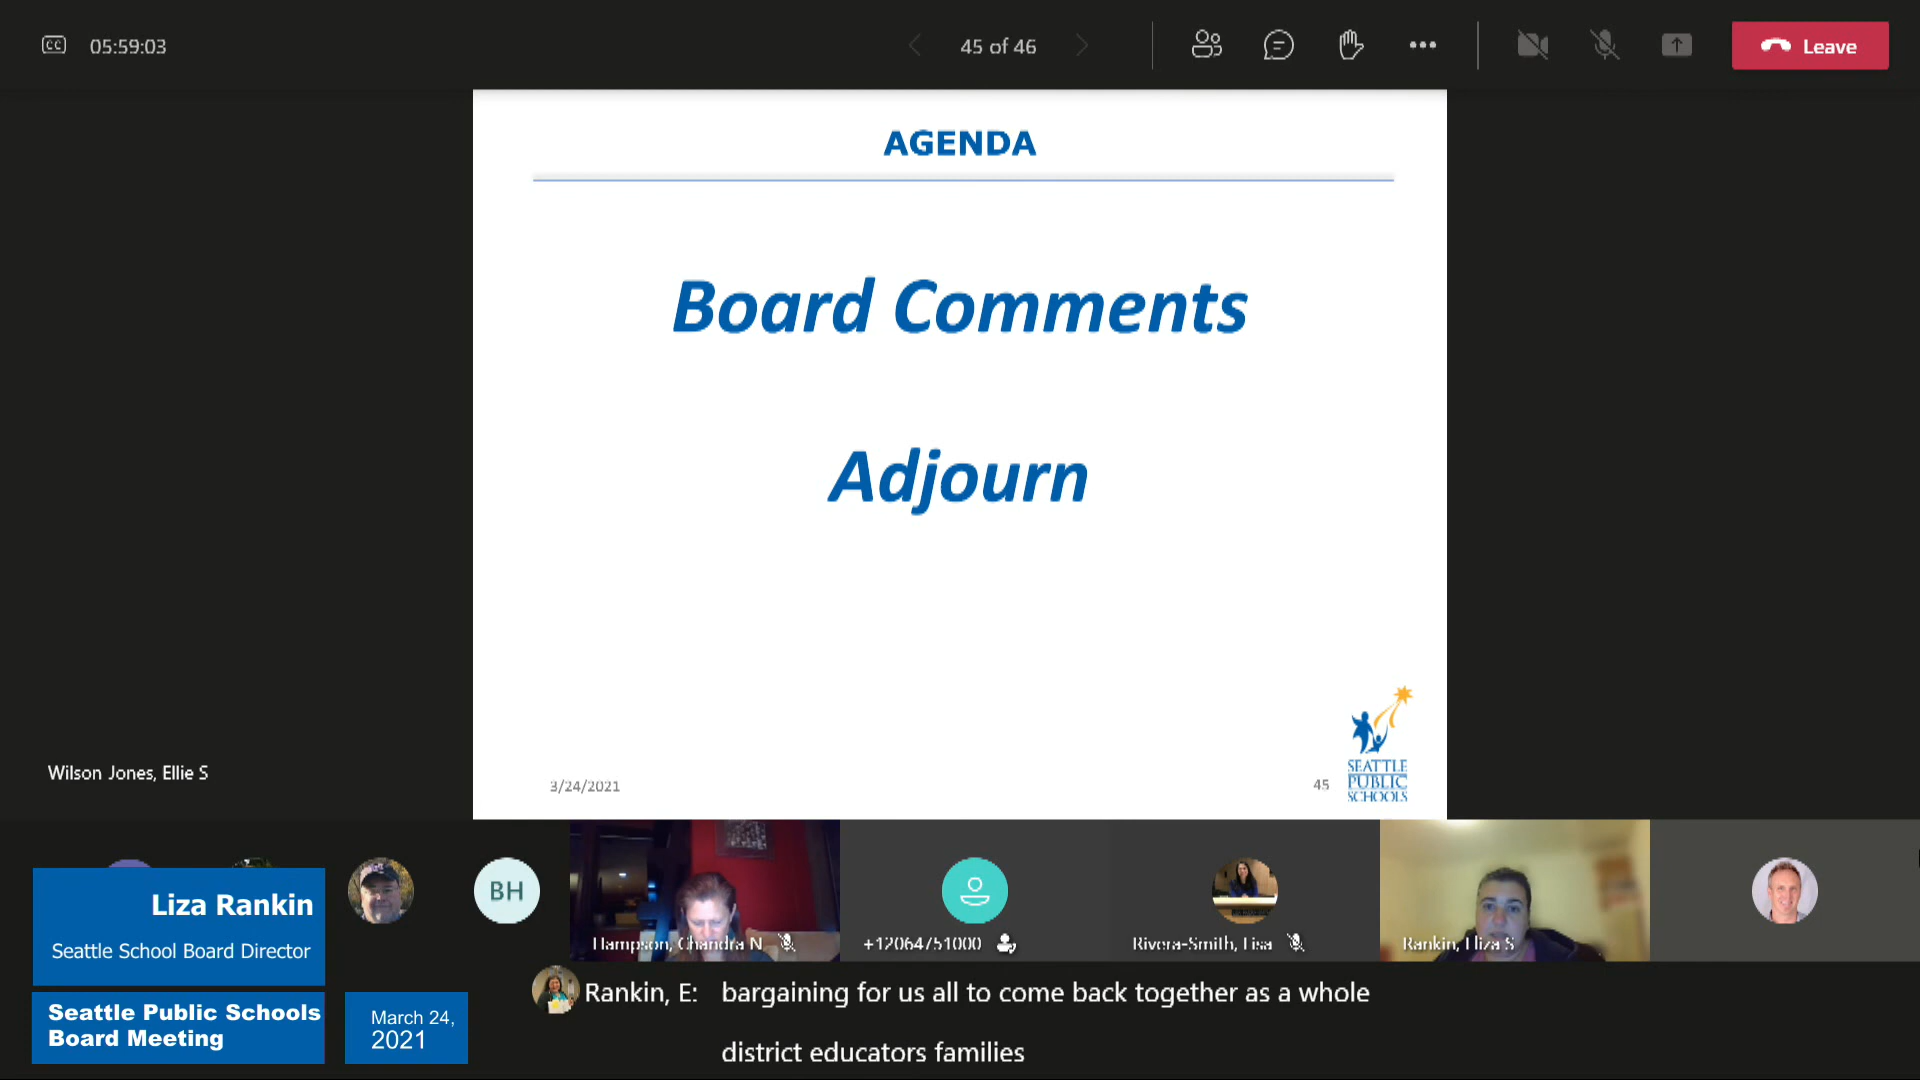 CC 05:59:03
45 of 46
Leave
AGENDA
Board Comments
Adjourn
Wilson Jones, Ellie S
3/24/2021
45
SEATTLE
PUBLIC
SCHOOLS
BH
Hampson, Chandra N
+12064751000
Rivera-Smith, Lisa
Rankin, Eliza S
Liza Rankin
Seattle School Board Director
Seattle Public Schools
Board Meeting
March 24,
2021
Rankin, E: bargaining for us all to come back together as a whole
district educators families